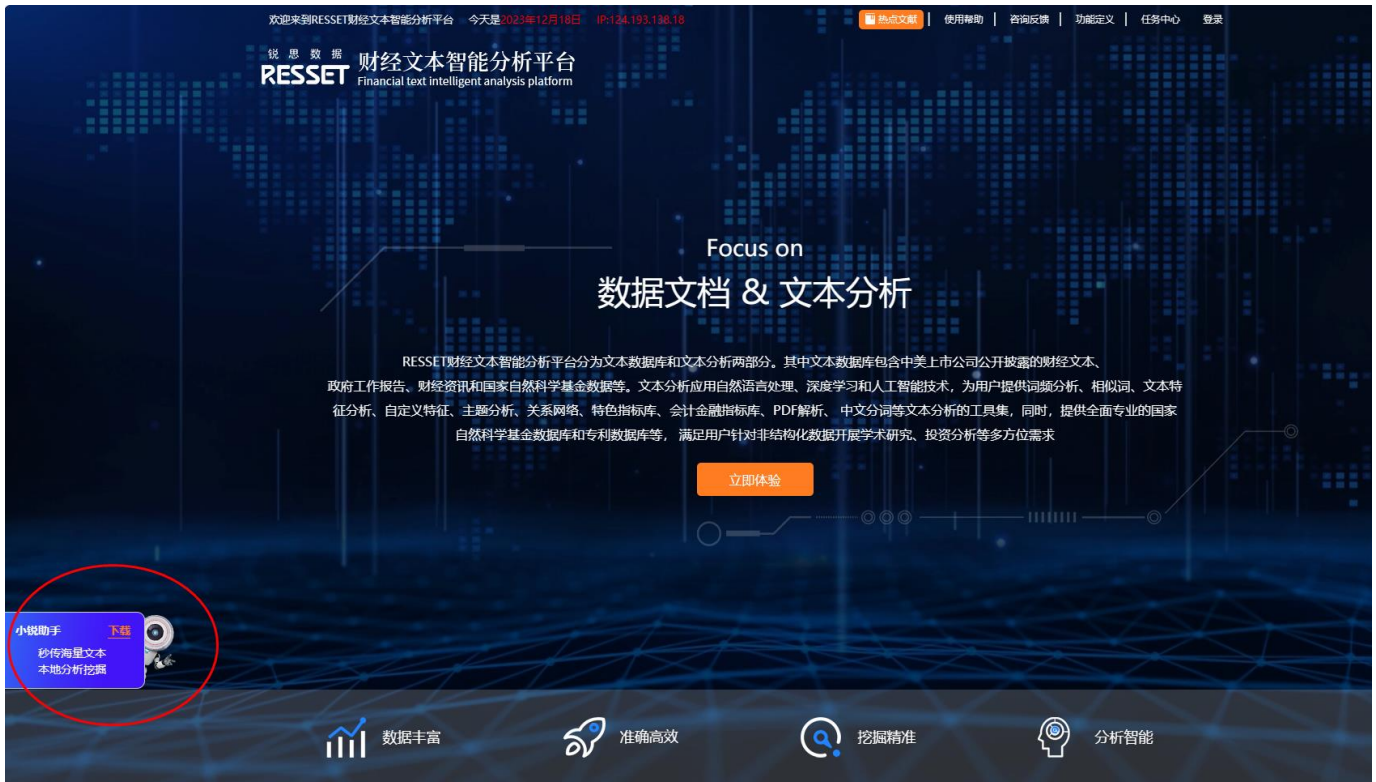 欢迎来到RESSET财经文本智能分析平台 今天是2023年12月18日 IP:124.193.138.18 热点文献 | 使用帮助 | 咨询反馈 | 功能定义 | 任务中心 登录
锐思数据
RESSET
财经文本智能分析平台
Financial text intelligent analysis platform
Focus on
数据文档 & 文本分析
RESSET财经文本智能分析平台分为文本数据库和文本分析两部分。其中文本数据库包含中美上市公司公开披露的财经文本、
政府工作报告、财经资讯和国家自然科学基金数据等。文本分析应用自然语言处理、深度学习和人工智能技术，为用户提供词频分析、相似词、文本特
征分析、自定义特征、主题分析、关系网络、特色指标库、会计金融指标库、PDF解析、 中文分词等文本分析的工具集，同时，提供全面专业的国家
自然科学基金数据库和专利数据库等， 满足用户针对非结构化数据开展学术研究、投资分析等多方位需求
立即体验
小锐助手 下载
秒传海量文本
本地分析挖掘
数据丰富 准确高效 挖掘精准 分析智能